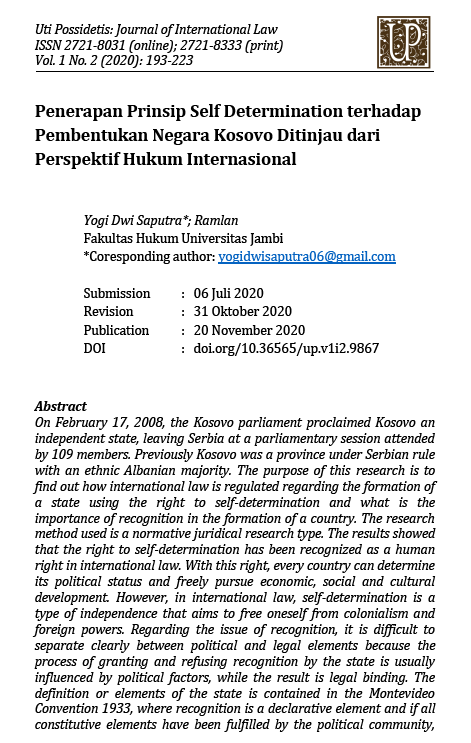 Uti Possidetis: Journal of International Law
ISSN 2721-8031 (online); 2721-8333 (print)
Vol. 1 No. 2 (2020): 193-223
UP
Penerapan Prinsip Self Determination terhadap
Pembentukan Negara Kosovo Ditinjau dari
Perspektif Hukum Internasional
Yogi Dwi Saputra*; Ramlan
Fakultas Hukum Universitas Jambi
*Coresponding author: yogidwisaputra06@gmail.com
Submission : 06 Juli 2020
Revision : 31 Oktober 2020
Publication : 20 November 2020
DOI : doi.org/10.36565/up.v1i2.9867
Abstract
On February 17, 2008, the Kosovo parliament proclaimed Kosovo an
independent state, leaving Serbia at a parliamentary session attended
by 109 members. Previously Kosovo was a province under Serbian rule
with an ethnic Albanian majority. The purpose of this research is to
find out how international law is regulated regarding the formation of
a state using the right to self-determination and what is the
importance of recognition in the formation of a country. The research
method used is a normative juridical research type. The results showed
that the right to self-determination has been recognized as a human
right in international law. With this right, every country can determine
its political status and freely pursue economic, social and cultural
development. However, in international law, self-determination is a
type of independence that aims to free oneself from colonialism and
foreign powers. Regarding the issue of recognition, it is difficult to
separate clearly between political and legal elements because the
process of granting and refusing recognition by the state is usually
influenced by political factors, while the result is legal binding. The
definition or elements of the state is contained in the Montevideo
Convention 1933, where recognition is a declarative element and if all
constitutive elements have been fulfilled by the political community,